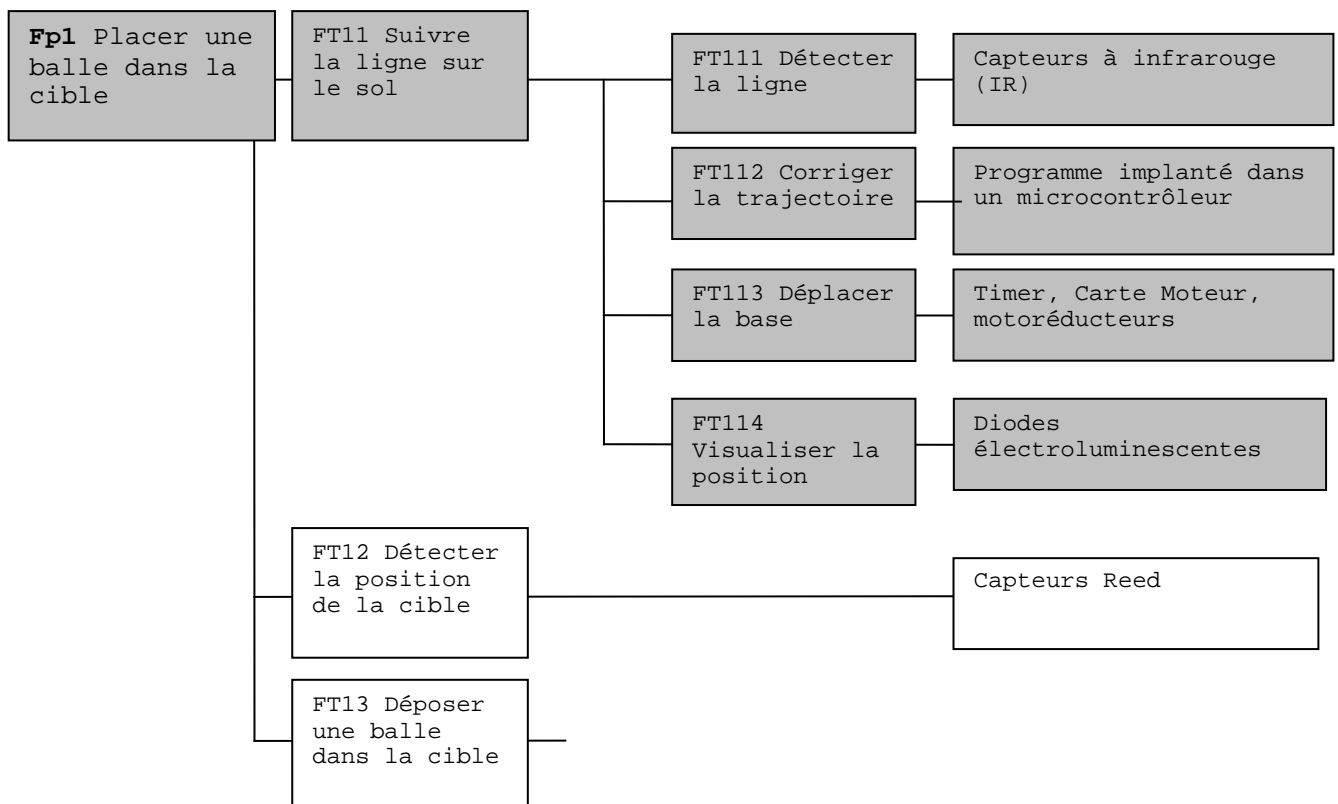 Fp1 Placer une
balle dans la
cible
FT11 Suivre
la ligne sur
le sol
FT111 Détecter
la ligne
Capteurs à infrarouge
(IR)
FT112 Corriger
la trajectoire
Programme implanté dans
un microcontrôleur
FT113 Déplacer
la base
Timer, Carte Moteur,
motoréducteurs
FT114
Visualiser la
position
Diodes
électroluminescentes
FT12 Détecter
la position
de la cible
Capteurs Reed
FT13 Déposer
une balle
dans la cible